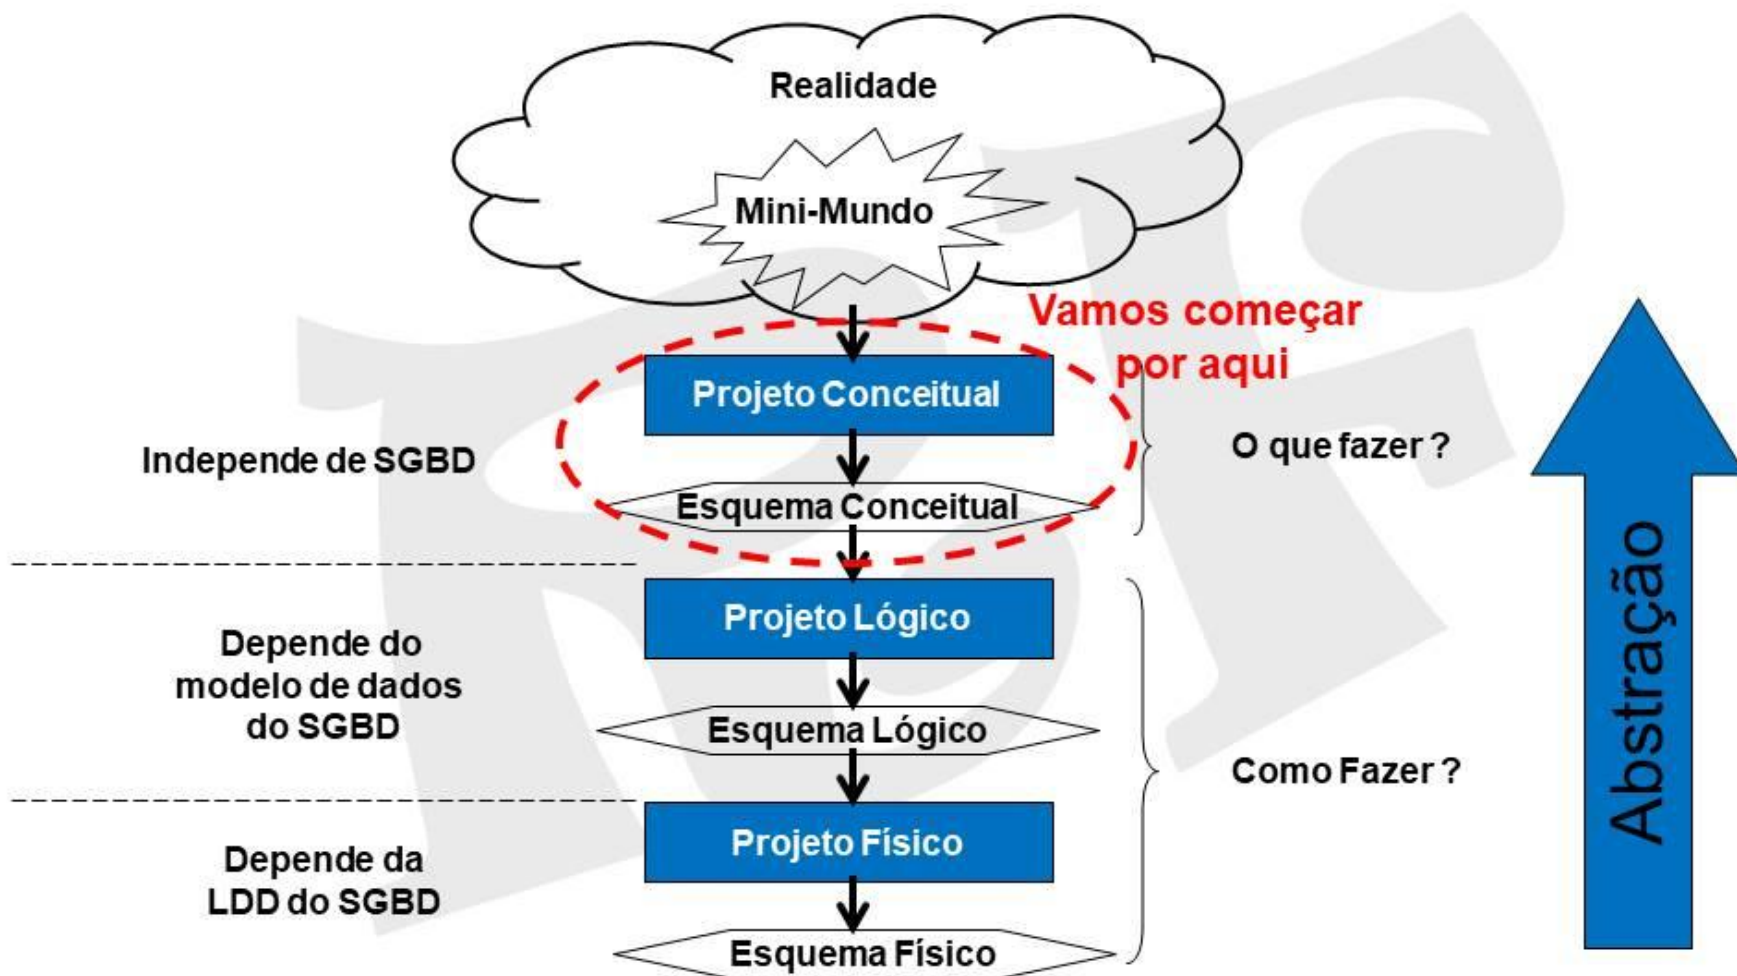 Realidade
Mini-Mundo
Vamos começar
por aqui
Projeto Conceitual
Independe de SGBD
O que fazer ?
Esquema Conceitual
Projeto Lógico
Depende do
modelo de dados
do SGBD
Esquema Lógico
Como Fazer ?
Projeto Físico
Depende da
LDD do SGBD
Esquema Físico
Abstração